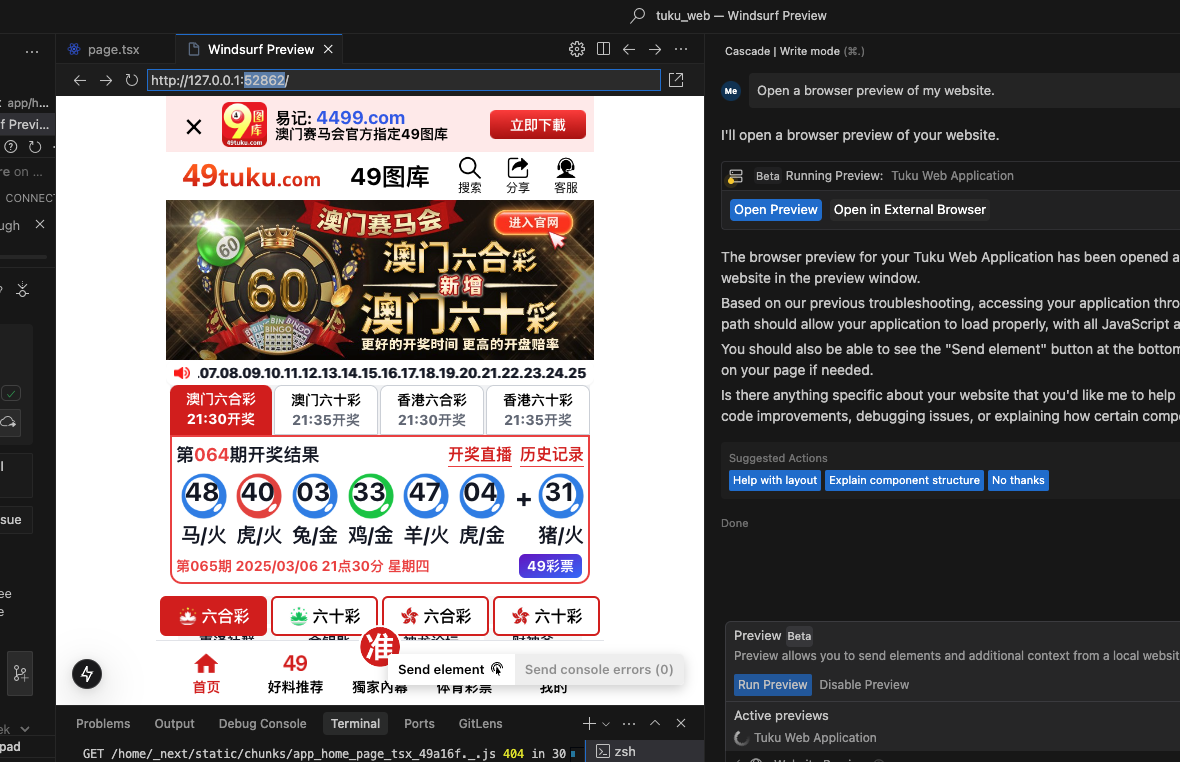 tuku_web — Windsurf Preview
page.tsx
Windsurf Preview
http://127.0.0.1:52862/
app/h...
f Previ...
re on ...
CONNECT
ugh
sue
ee
pad
49图库
49tuku.com
易记: 4499.com
澳门赛马会官方指定49图库
立即下載
49tuku.com
49图库
搜索
分享
客服
澳门赛马会
进入官网
60
60
BINGO
澳门六合彩
新增
澳门六十彩
更好的开奖时间 更高的开盘赔率
.07.08.09.10.11.12.13.14.15.16.17.18.19.20.21.22.23.24.25
澳门六合彩
21:30开奖
澳门六十彩
21:35开奖
香港六合彩
21:30开奖
香港六十彩
21:35开奖
第064期开奖结果
开奖直播
历史记录
48 40 03 33 47 04 + 31
马/火 虎/火 兔/金 鸡/金 羊/火 虎/金 猪/火
第065期 2025/03/06 21点30分 星期四
49彩票
六合彩
六十彩
六合彩
六十彩
准
首页
49
好料推荐
獨家內幕
体育彩票
我的
Send element
Send console errors (0)
Problems
Output
Debug Console
Terminal
Ports
GitLens
GET /home/_next/static/chunks/app_home_page_tsx_49a16f._.js 404 in 30
zsh
Cascade | Write mode (⌘.)
Me
Open a browser preview of my website.
I'll open a browser preview of your website.
Beta
Running Preview:
Tuku Web Application
Open Preview
Open in External Browser
The browser preview for your Tuku Web Application has been opened a
website in the preview window.
Based on our previous troubleshooting, accessing your application thro
path should allow your application to load properly, with all JavaScript a
You should also be able to see the "Send element" button at the bottom
on your page if needed.
Is there anything specific about your website that you'd like me to help
code improvements, debugging issues, or explaining how certain compo
Suggested Actions
Help with layout
Explain component structure
No thanks
Done
Preview
Beta
Preview allows you to send elements and additional context from a local websit
Run Preview
Disable Preview
Active previews
Tuku Web Application